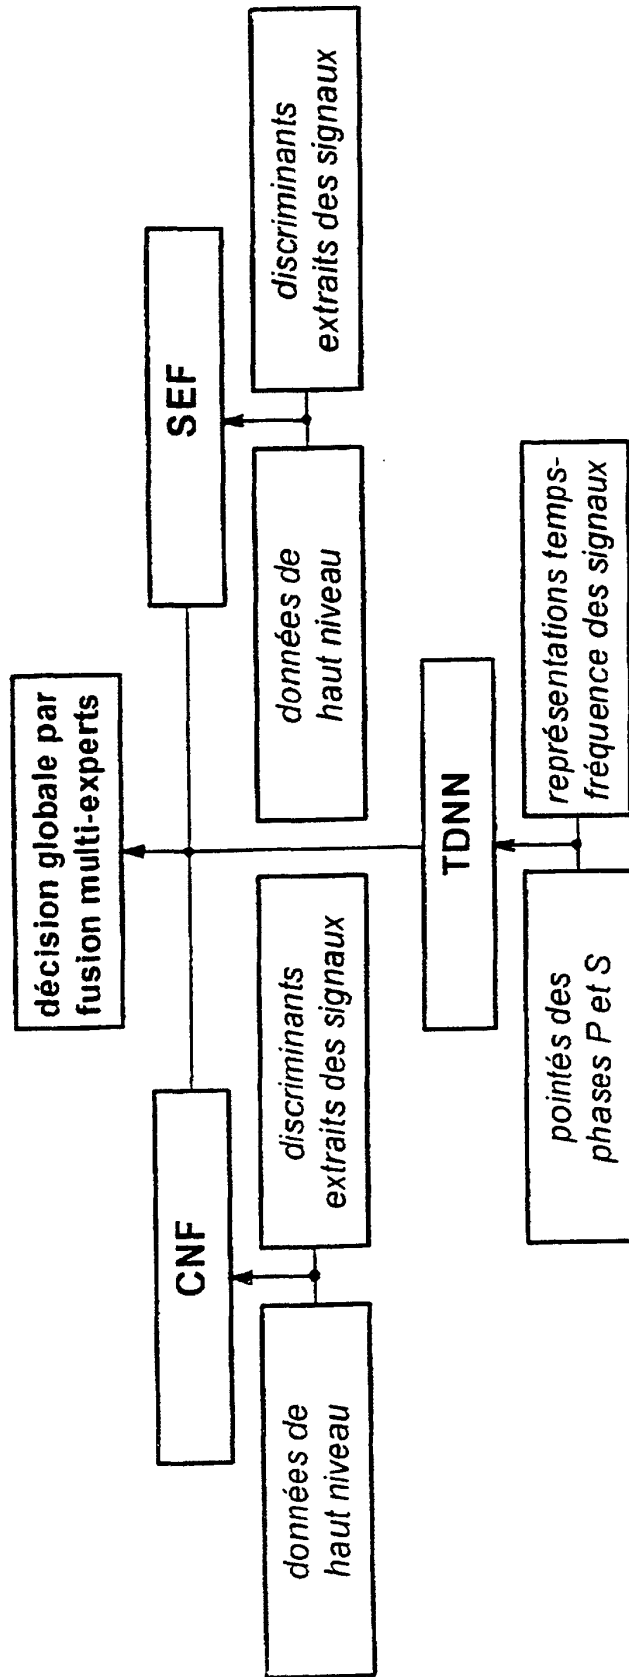 décision globale par
fusion multi-experts
CNF
SEF
données de
haut niveau
discriminants
extraits des signaux
données de
haut niveau
discriminants
extraits des signaux
TDNN
pointés des
phases P et S
représentations temps-
fréquence des signaux